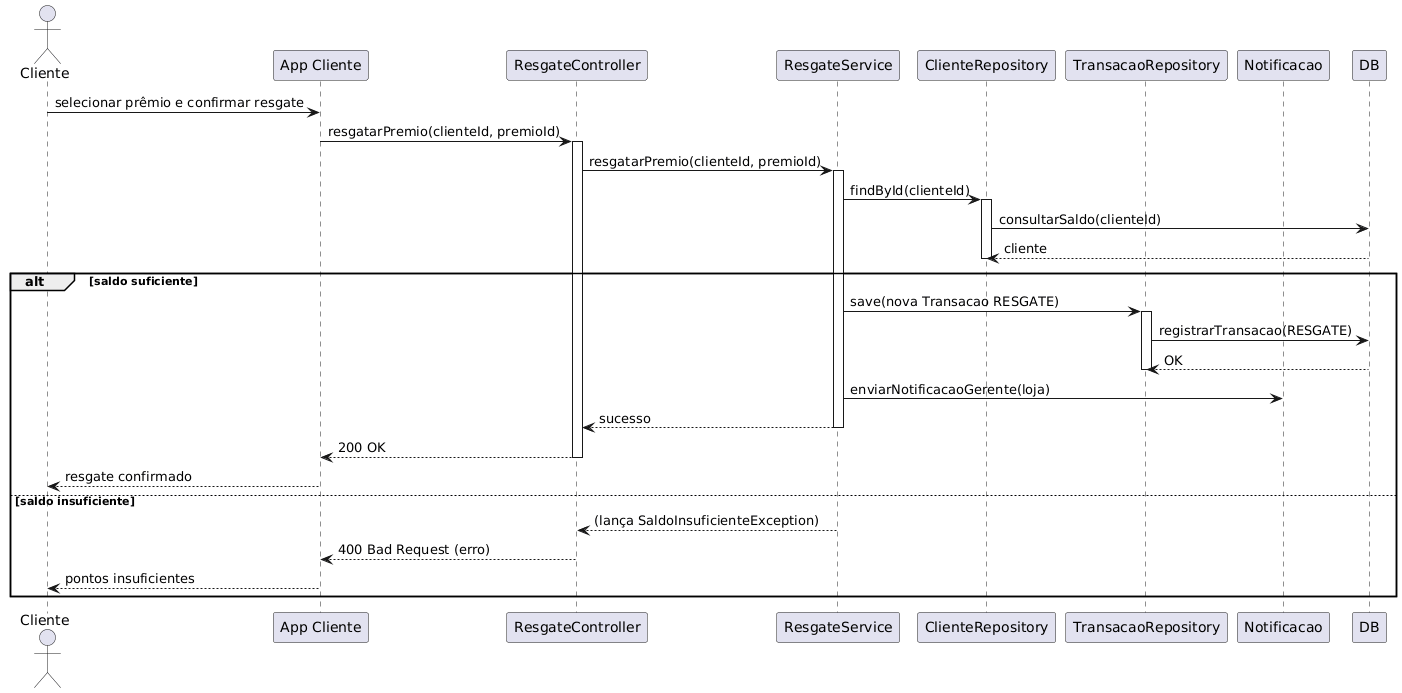 Cliente
App Cliente
ResgateController
ResgateService
ClienteRepository
TransacaoRepository
Notificacao
DB
selecionar prêmio e confirmar resgate
resgatarPremio(clienteId, premioId)
resgatarPremio(clienteId, premioId)
findById(clienteId)
consultarSaldo(clienteId)
cliente
alt
[saldo suficiente]
save(nova Transacao RESGATE)
registrarTransacao(RESGATE)
OK
enviarNotificacaoGerente(loja)
sucesso
200 OK
resgate confirmado
[saldo insuficiente]
(lança SaldoInsuficienteException)
400 Bad Request (erro)
pontos insuficientes
Cliente
App Cliente
ResgateController
ResgateService
ClienteRepository
TransacaoRepository
Notificacao
DB